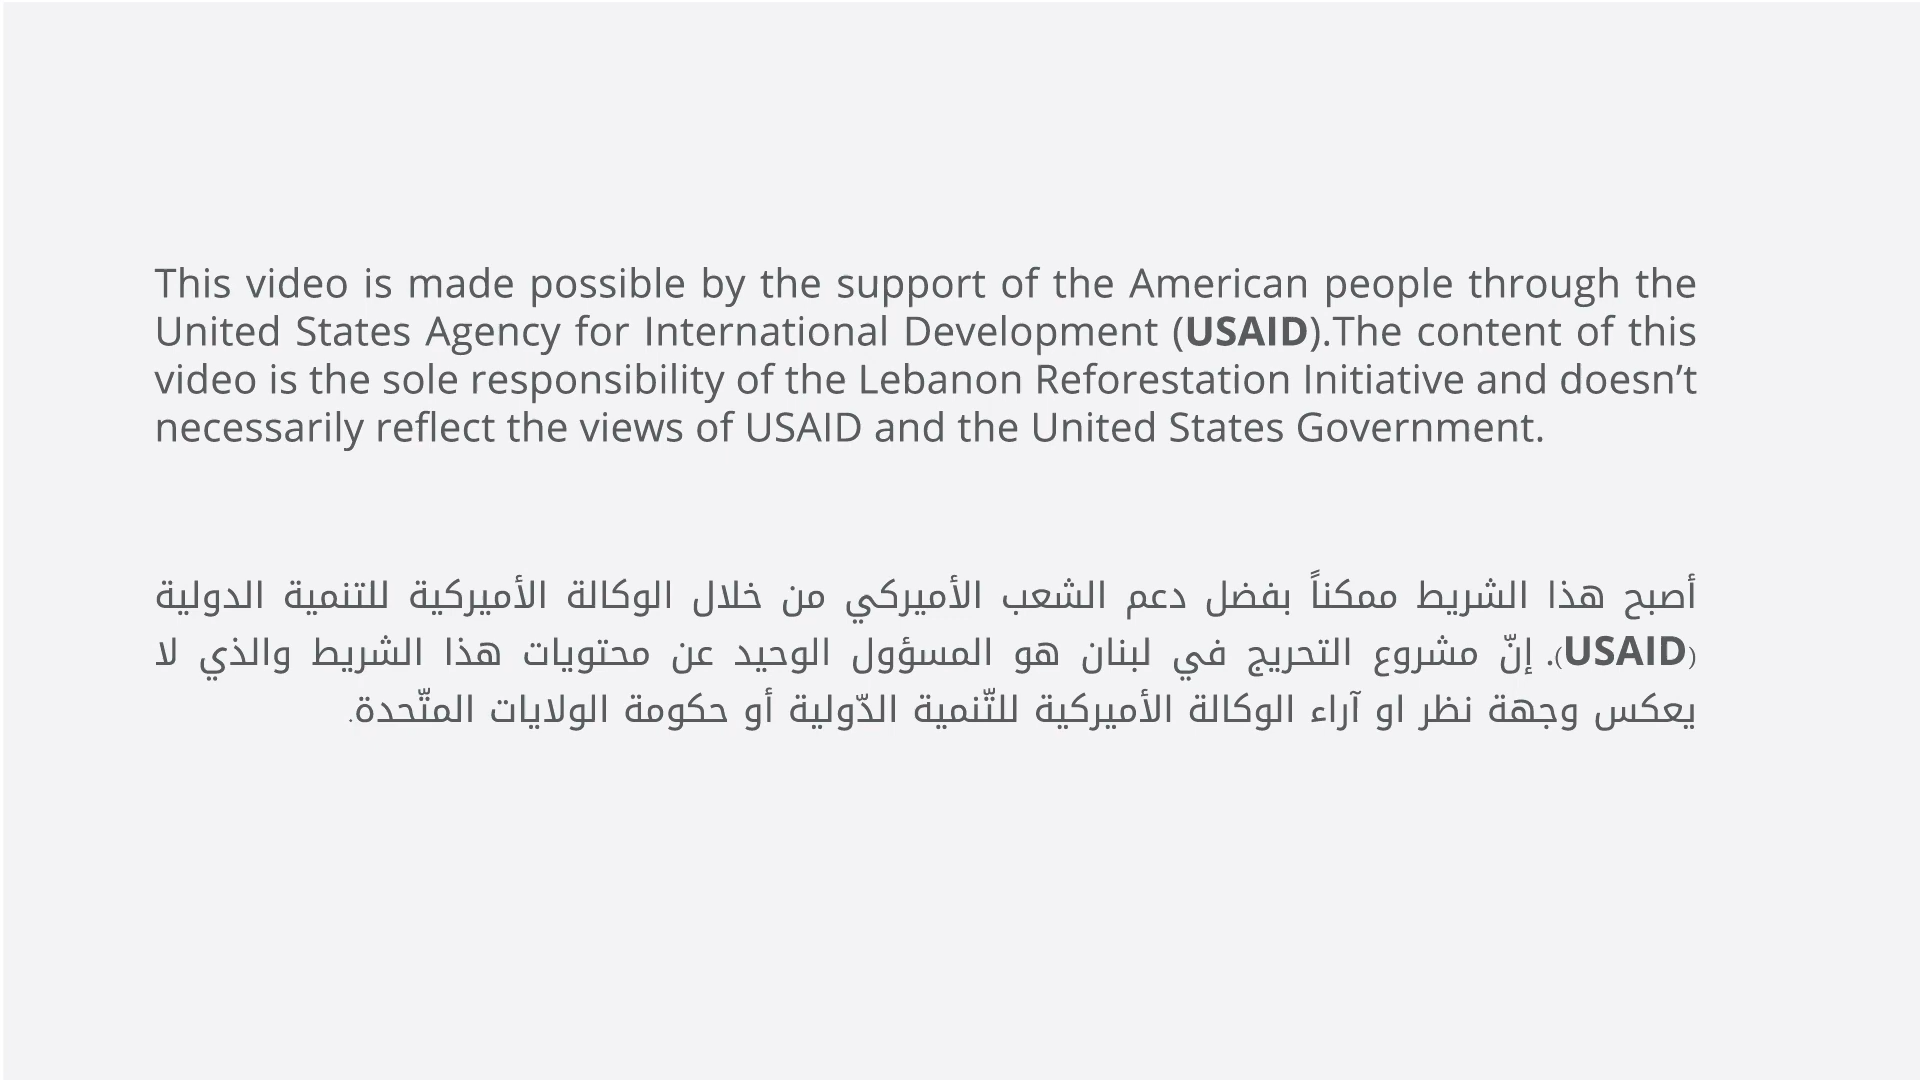 This video is made possible by the support of the American people through the
United States Agency for International Development (USAID).The content of this
video is the sole responsibility of the Lebanon Reforestation Initiative and doesn’t
necessarily reflect the views of USAID and the United States Government.
أصبح هذا الشريط ممكناً بفضل دعم الشعب الأميركي من خلال الوكالة الأميركية للتنمية الدولية
(USAID). إنّ مشروع التحريج في لبنان هو المسؤول الوحيد عن محتويات هذا الشريط والذي لا
يعكس وجهة نظر او آراء الوكالة الأميركية للتّنمية الدّولية أو حكومة الولايات المتّحدة.